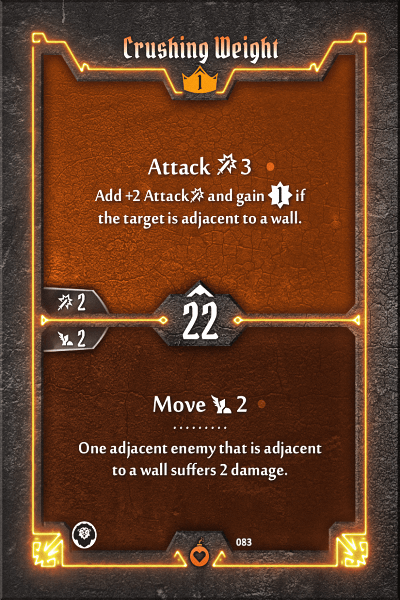 Crushing Weight
1
Attack 3
Add +2 Attack and gain 1 if
the target is adjacent to a wall.
2
22
2
Move 2
One adjacent enemy that is adjacent
to a wall suffers 2 damage.
083